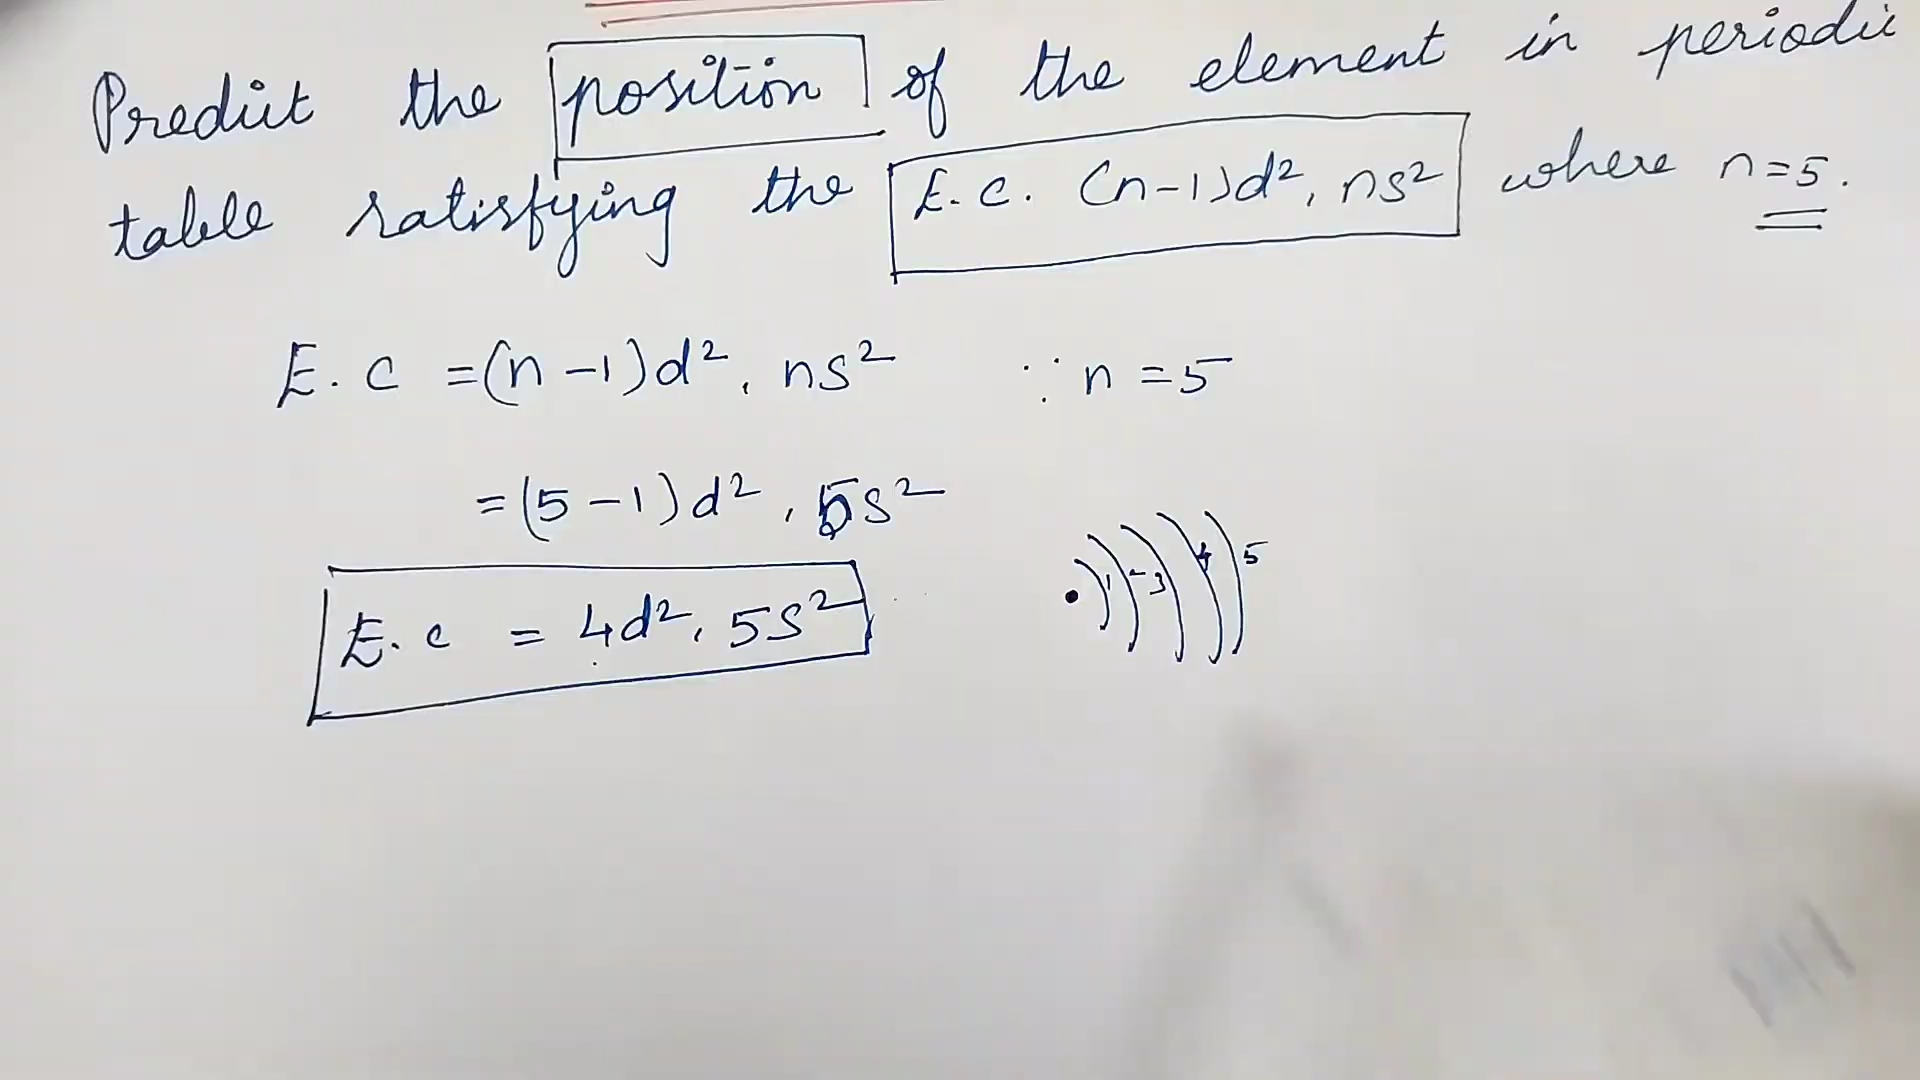 Predict the position of the element in periodic
table satisfying the E.C. (n-1)d², ns² where n=5.
E.C = (n-1)d², ns² ∵ n = 5
= (5-1)d², 5s²
E.C = 4d², 5s²
1 2 3 4 5